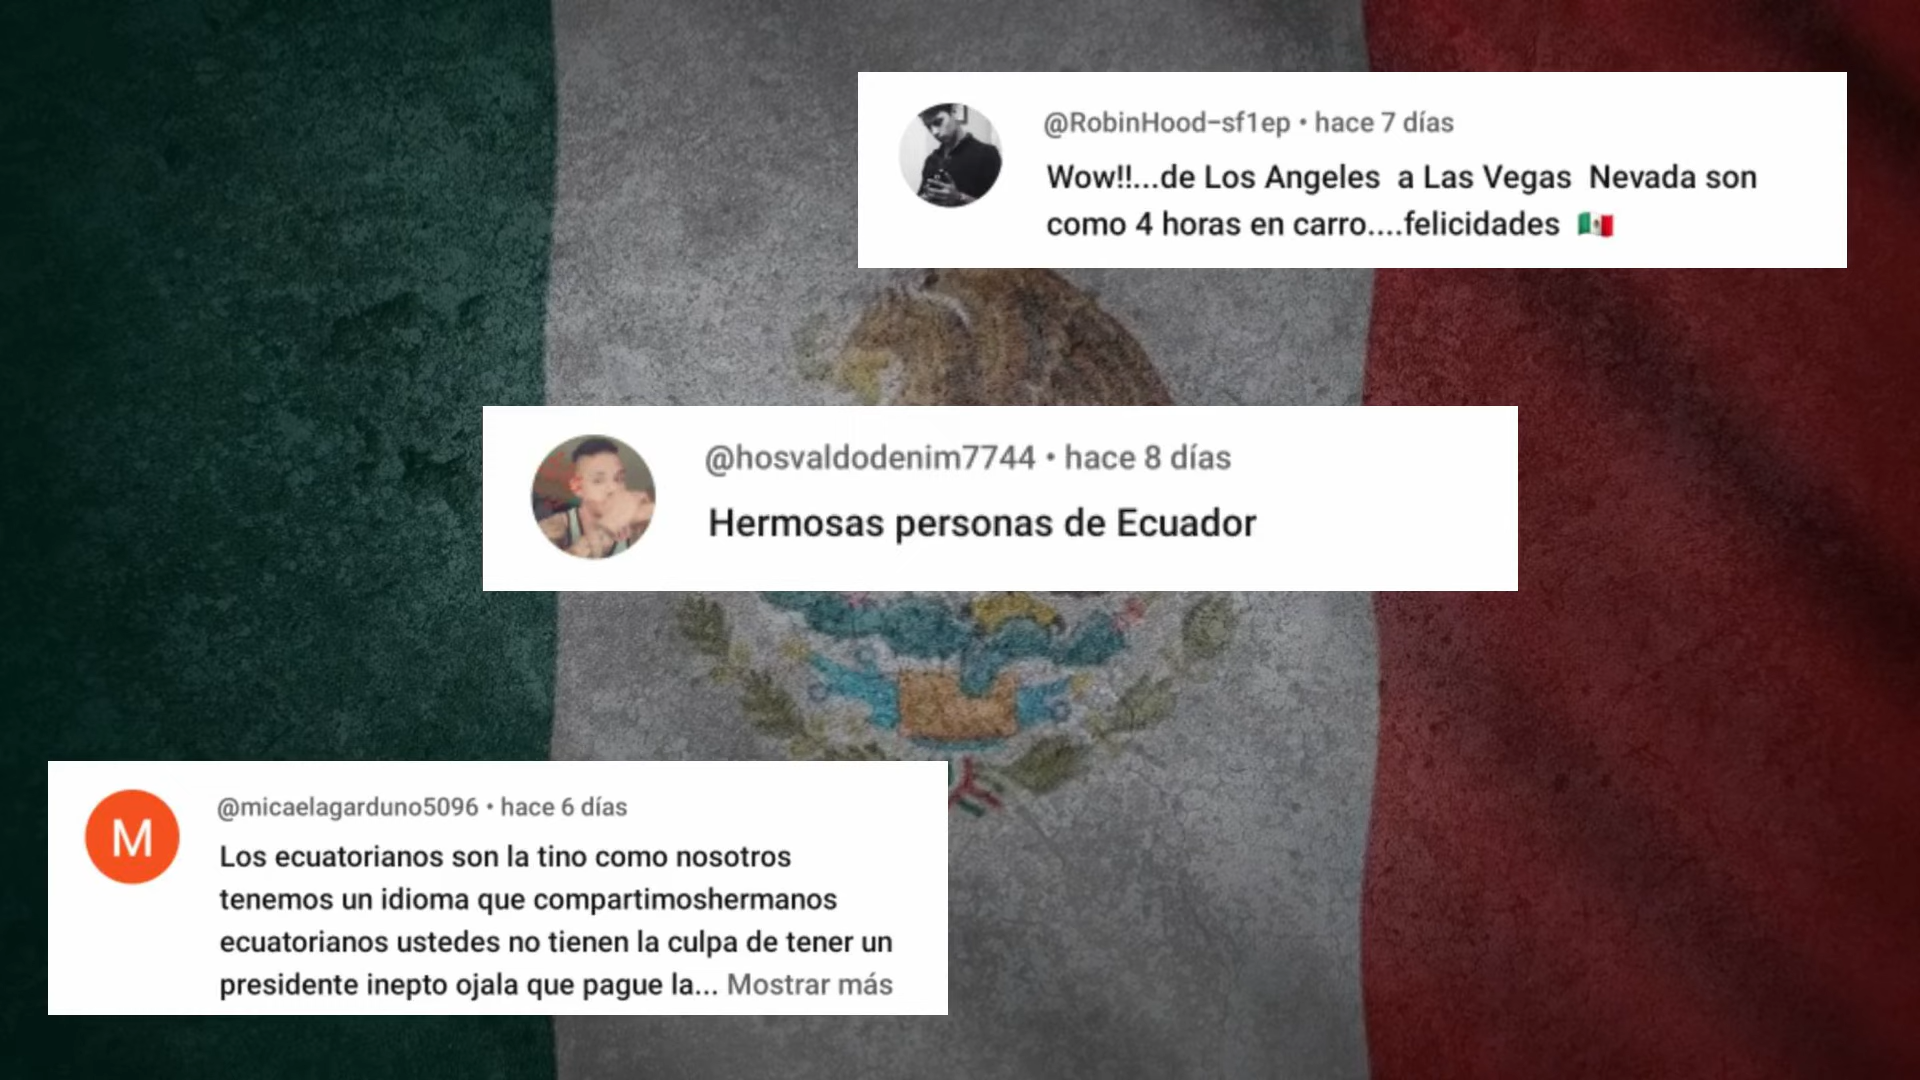 @RobinHood-sf1ep • hace 7 días
Wow!!...de Los Angeles a Las Vegas Nevada son
como 4 horas en carro....felicidades 🇲🇽
@hosvaldodenim7744 • hace 8 días
Hermosas personas de Ecuador
M
@micaelagarduno5096 • hace 6 días
Los ecuatorianos son la tino como nosotros
tenemos un idioma que compartimoshermanos
ecuatorianos ustedes no tienen la culpa de tener un
presidente inepto ojala que pague la... Mostrar más